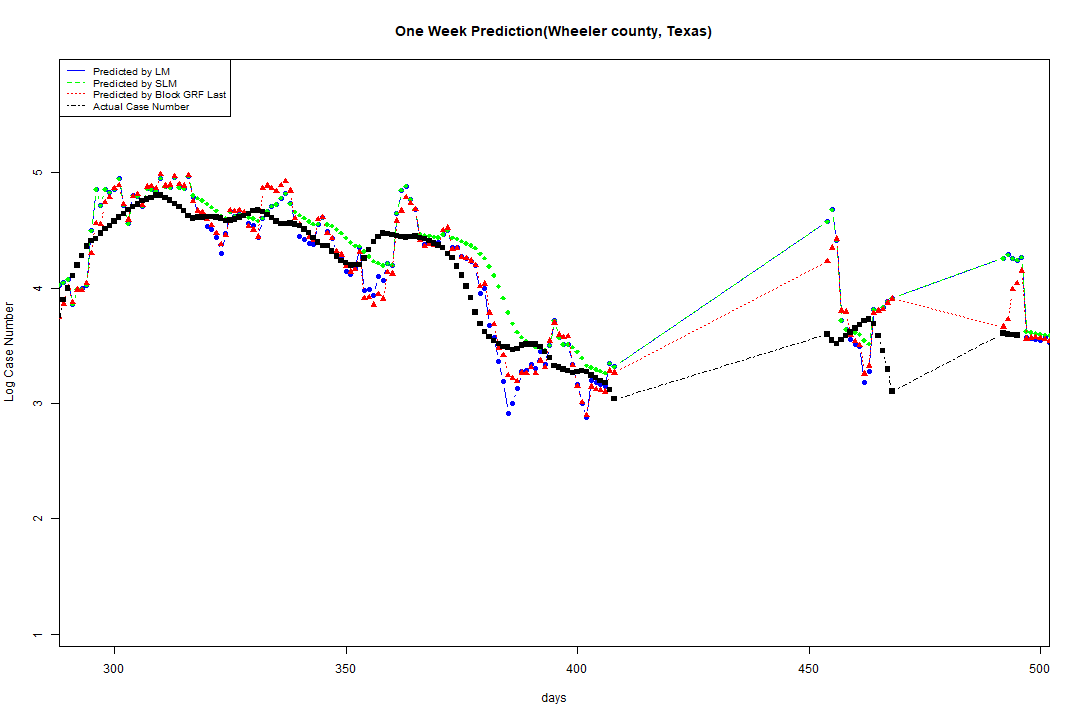 One Week Prediction(Wheeler county, Texas)
Predicted by LM
Predicted by SLM
Predicted by Block GRF Last
Actual Case Number
5
4
3
2
1
Log Case Number
300 350 400 450 500
days